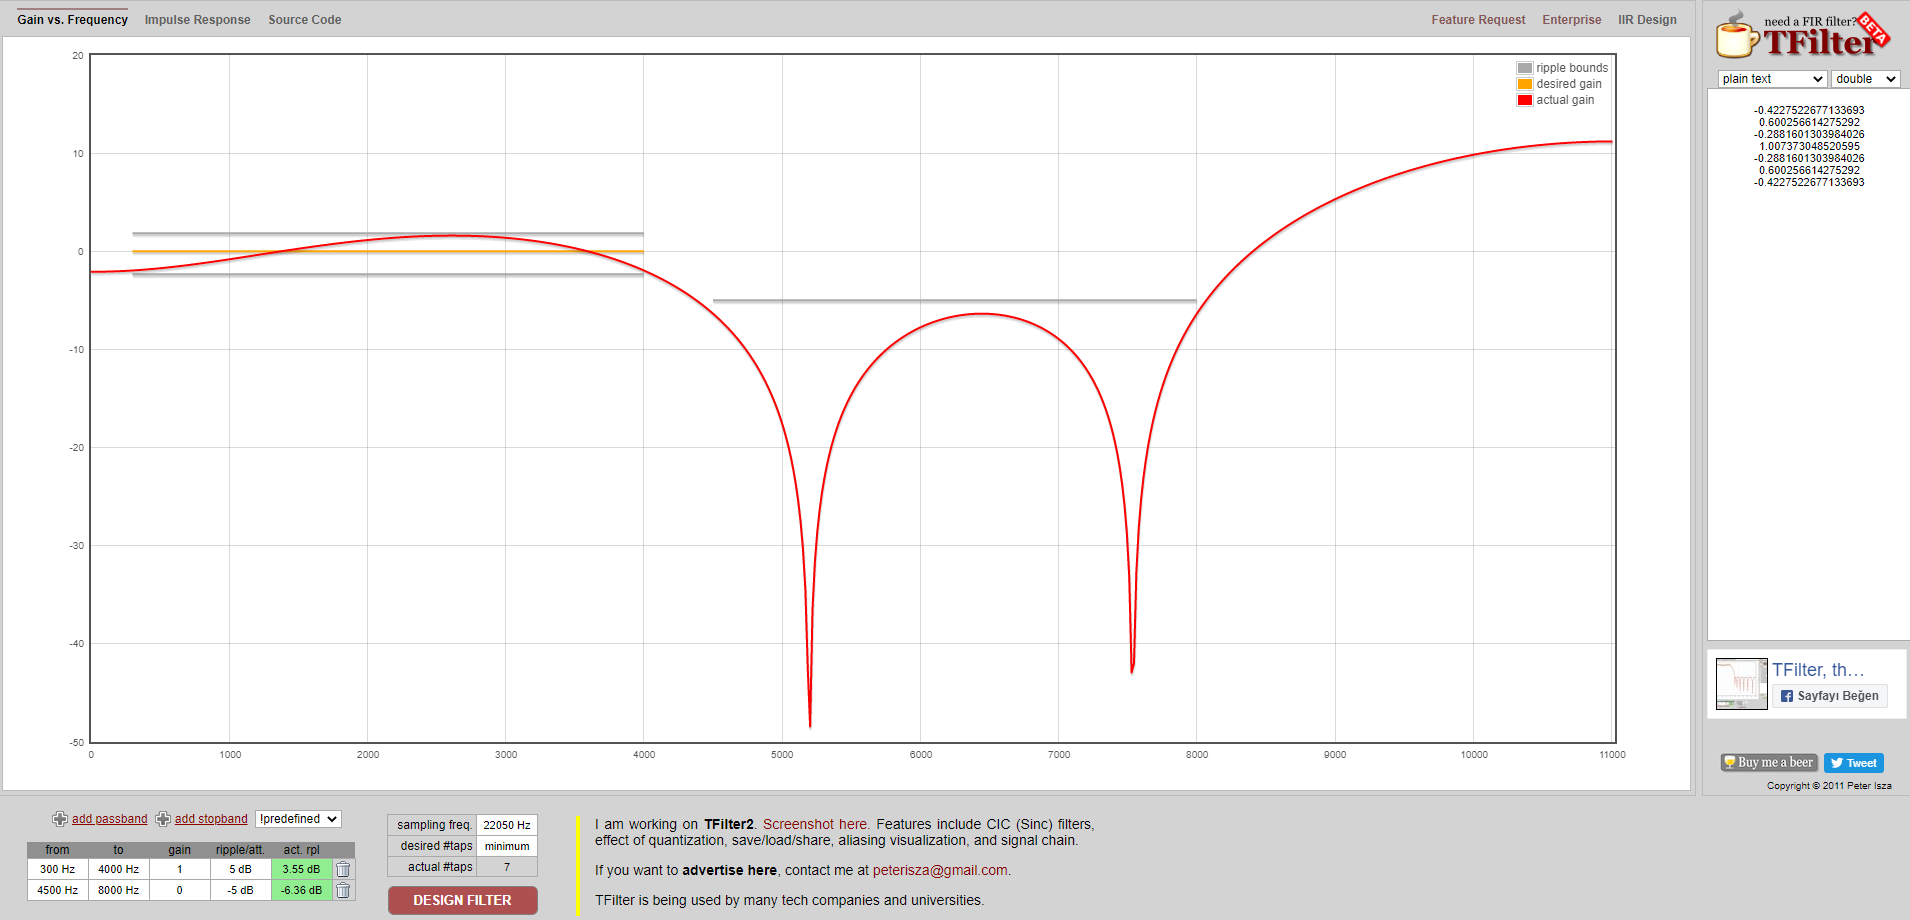 Gain vs. Frequency Impulse Response Source Code
Feature Request Enterprise IIR Design
need a FIR filter?
BETA
TFilter
plain text double
-0.4227522677133693
0.600256614275292
-0.2881601303984026
1.007373048520595
-0.2881601303984026
0.600256614275292
-0.4227522677133693
ripple bounds
desired gain
actual gain
20
10
0
-10
-20
-30
-40
-50
0 1000 2000 3000 4000 5000 6000 7000 8000 9000 10000 11000
TFilter, th…
Sayfayı Beğen
Buy me a beer Tweet
Copyright © 2011 Peter Isza
add passband add stopband !predefined
from to gain ripple/att. act. rpl
300 Hz 4000 Hz 1 5 dB 3.55 dB
4500 Hz 8000 Hz 0 -5 dB -6.36 dB
sampling freq. 22050 Hz
desired #taps minimum
actual #taps 7
DESIGN FILTER
I am working on TFilter2. Screenshot here. Features include CIC (Sinc) filters,
effect of quantization, save/load/share, aliasing visualization, and signal chain.
If you want to advertise here, contact me at peterisza@gmail.com.
TFilter is being used by many tech companies and universities.